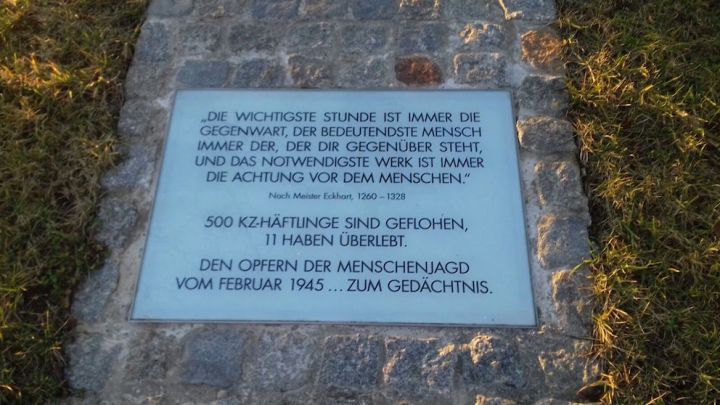 „DIE WICHTIGSTE STUNDE IST IMMER DIE
GEGENWART, DER BEDEUTENDSTE MENSCH
IMMER DER, DER DIR GEGENÜBER STEHT,
UND DAS NOTWENDIGSTE WERK IST IMMER
DIE ACHTUNG VOR DEM MENSCHEN.“
Nach Meister Eckhart, 1260 – 1328
500 KZ-HÄFTLINGE SIND GEFLOHEN,
11 HABEN ÜBERLEBT.
DEN OPFERN DER MENSCHENJAGD
VOM FEBRUAR 1945 ... ZUM GEDÄCHTNIS.